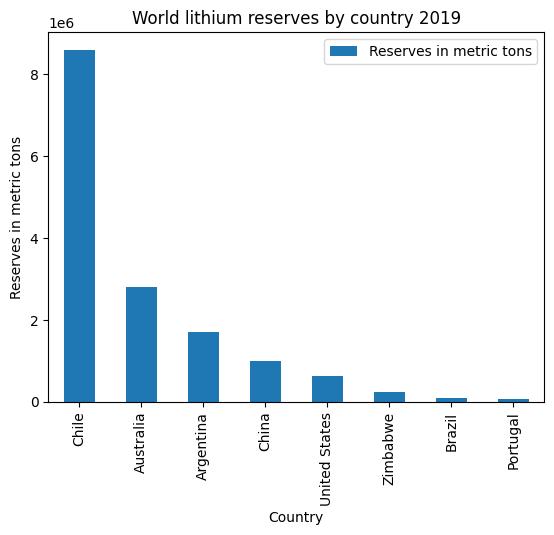 World lithium reserves by country 2019
1e6
Reserves in metric tons
Reserves in metric tons
8
6
4
2
0
Chile
Australia
Argentina
China
United States
Zimbabwe
Brazil
Portugal
Country